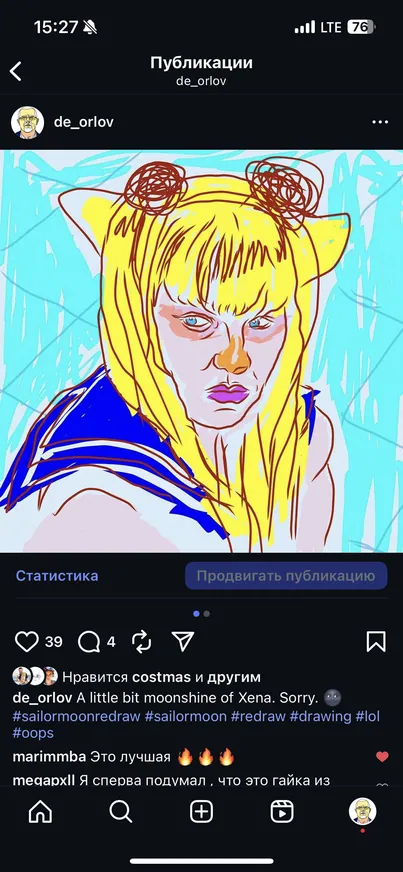 15:27
LTE 76
Публикации
de_orlov
de_orlov
Статистика
Продвигать публикацию
39 4
Нравится costmas и другим
de_orlov A little bit moonshine of Xena. Sorry. 🌚
#sailormoonredraw #sailormoon #redraw #drawing #lol
#oops
marimmba Это лучшая 🔥🔥🔥
megapxll Я сперва подумал , что это гайка из